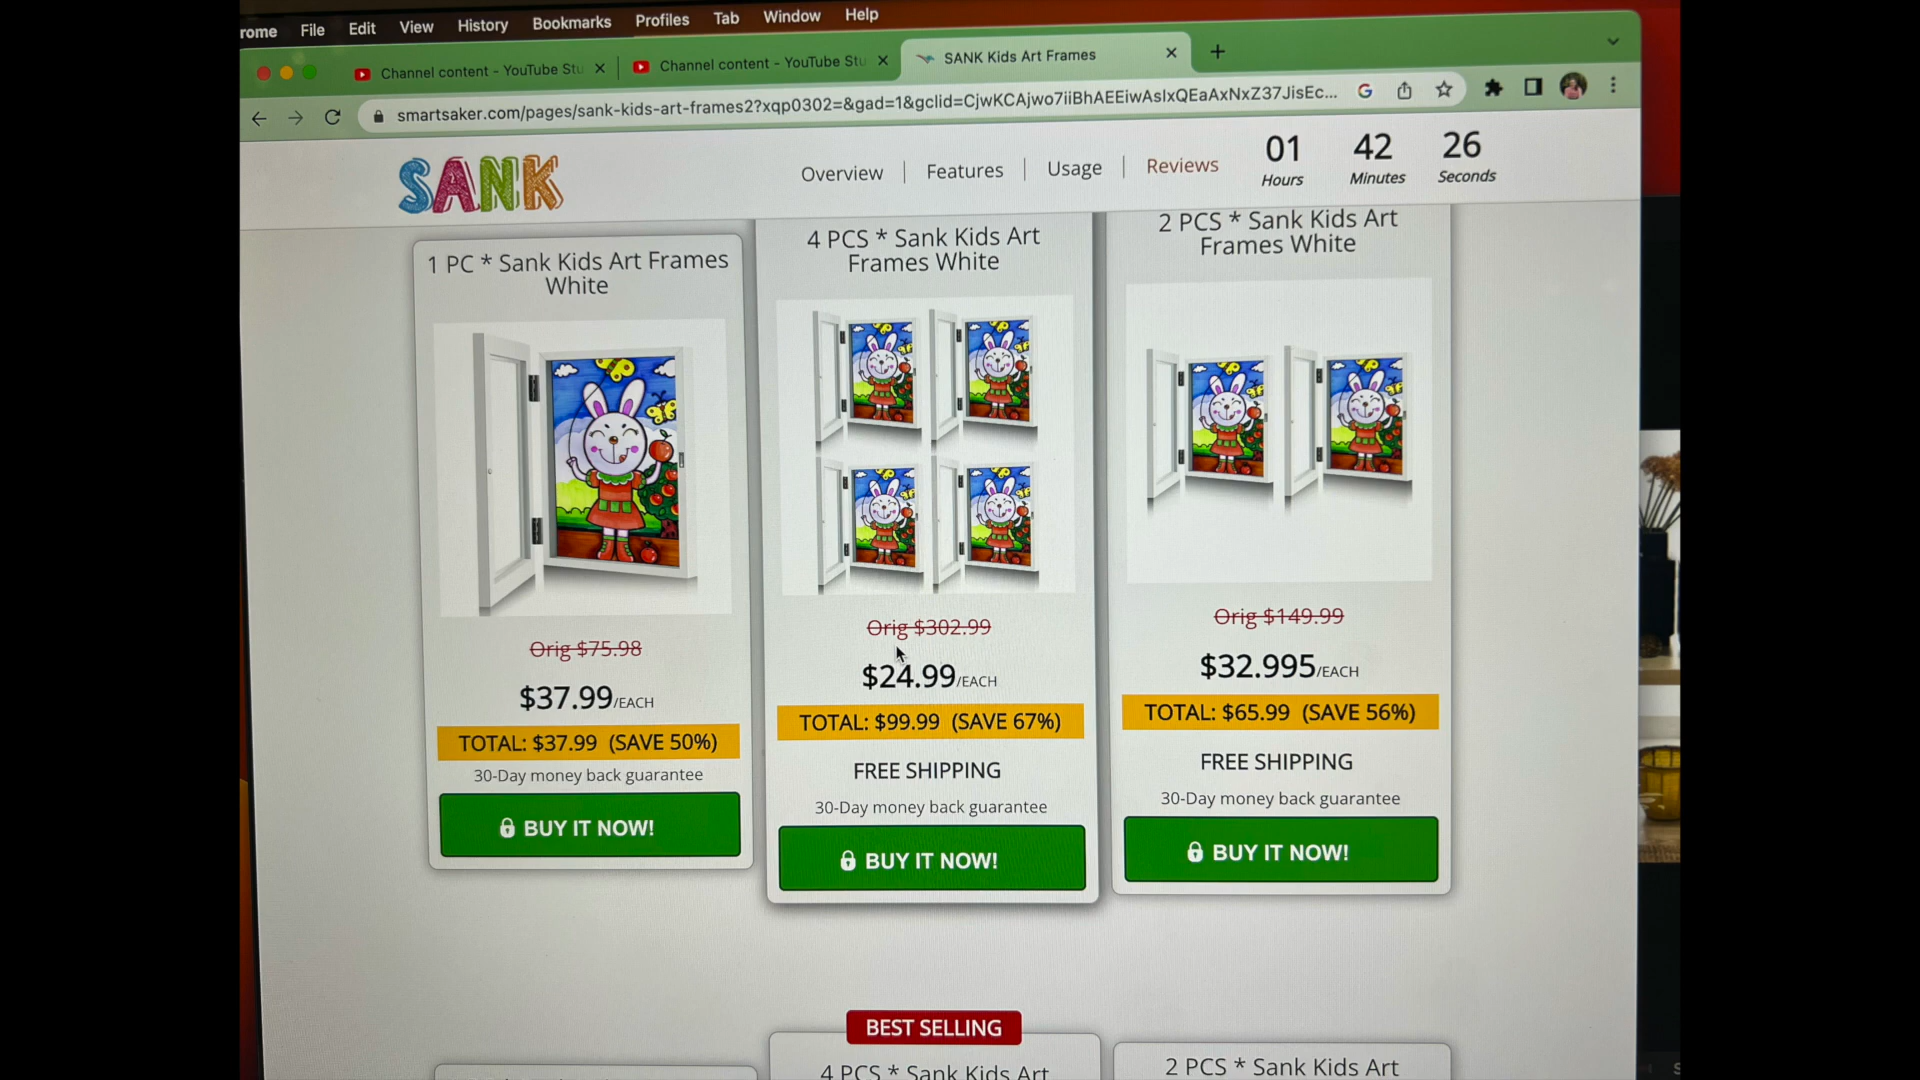 rome File Edit View History Bookmarks Profiles Tab Window Help
Channel content - YouTube Stu
Channel content - YouTube Stu
SANK Kids Art Frames
smartsaker.com/pages/sank-kids-art-frames2?xqp0302=&gad=1&gclid=CjwKCAjwo7iiBhAEEiwAsIxQEaAxNxZ37JisEc...
SANK
Overview | Features | Usage | Reviews
01 42 26
Hours Minutes Seconds
1 PC * Sank Kids Art Frames
White
Orig $75.98
$37.99/EACH
TOTAL: $37.99 (SAVE 50%)
30-Day money back guarantee
BUY IT NOW!
4 PCS * Sank Kids Art
Frames White
Orig $302.99
$24.99/EACH
TOTAL: $99.99 (SAVE 67%)
FREE SHIPPING
30-Day money back guarantee
BUY IT NOW!
2 PCS * Sank Kids Art
Frames White
Orig $149.99
$32.995/EACH
TOTAL: $65.99 (SAVE 56%)
FREE SHIPPING
30-Day money back guarantee
BUY IT NOW!
BEST SELLING
4 PCS * Sank Kids Art
2 PCS * Sank Kids Art